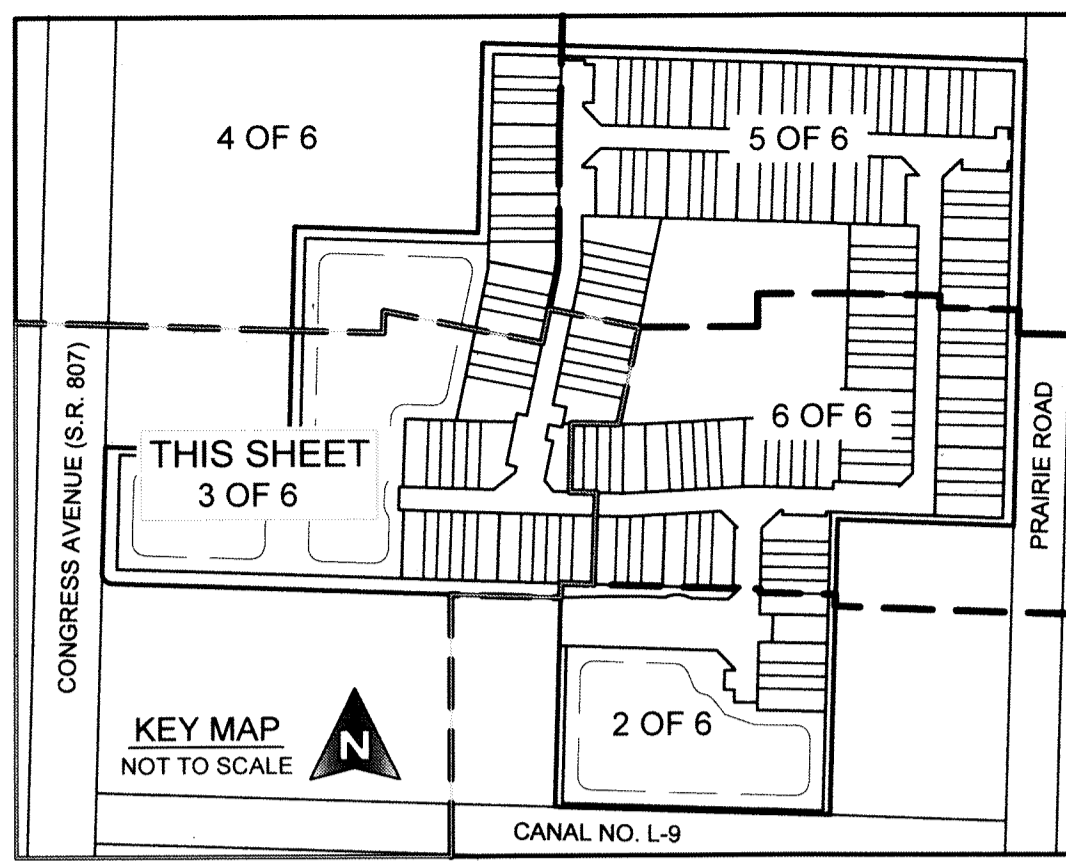 4 OF 6
5 OF 6
CONGRESS AVENUE (S.R. 807)
THIS SHEET
3 OF 6
6 OF 6
PRAIRIE ROAD
KEY MAP
NOT TO SCALE
N
2 OF 6
CANAL NO. L-9